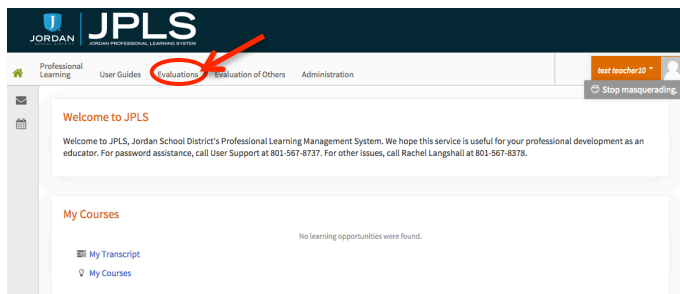 J
JORDAN
SCHOOL DISTRICT
JPLS
JORDAN PROFESSIONAL LEARNING SYSTEM
Professional
Learning
User Guides
Evaluations
Evaluation of Others
Administration
test teacher10
Stop masquerading.
Welcome to JPLS
Welcome to JPLS, Jordan School District's Professional Learning Management System. We hope this service is useful for your professional development as an
educator. For password assistance, call User Support at 801-567-8737. For other issues, call Rachel Langshall at 801-567-8378.
My Courses
No learning opportunities were found.
My Transcript
My Courses